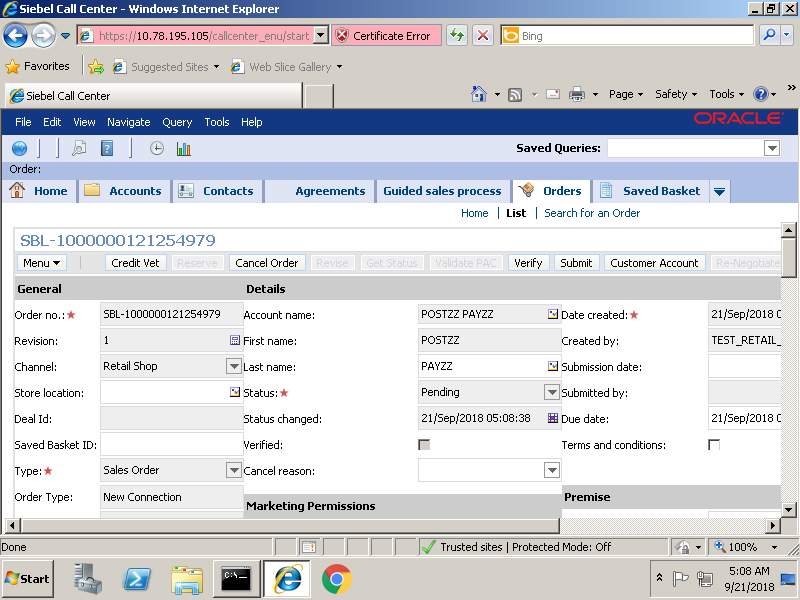 Siebel Call Center - Windows Internet Explorer
https://10.78.195.105/callcenter_enu/start Certificate Error Bing
Favorites Suggested Sites Web Slice Gallery
Siebel Call Center Page Safety Tools »
File Edit View Navigate Query Tools Help ORACLE
Saved Queries:
Order:
Home Accounts Contacts Agreements Guided sales process Orders Saved Basket
Home List Search for an Order
SBL-1000000121254979
Menu Credit Vet Reserve Cancel Order Revise Get Status Validate PAC Verify Submit Customer Account Re-Negotiate
General Details
Order no.:★ SBL-1000000121254979 Account name: POSTZZ PAYZZ Date created:★ 21/Sep/2018 0
Revision: 1 First name: POSTZZ Created by: TEST_RETAIL_
Channel: Retail Shop Last name: PAYZZ Submission date:
Store location: Status:★ Pending Submitted by:
Deal Id: Status changed: 21/Sep/2018 05:08:38 Due date: 21/Sep/2018 0
Saved Basket ID: Verified: Terms and conditions:
Type:★ Sales Order Cancel reason:
Order Type: New Connection Marketing Permissions Premise
Done Trusted sites | Protected Mode: Off 100%
Start C:\ 5:08 AM
9/21/2018